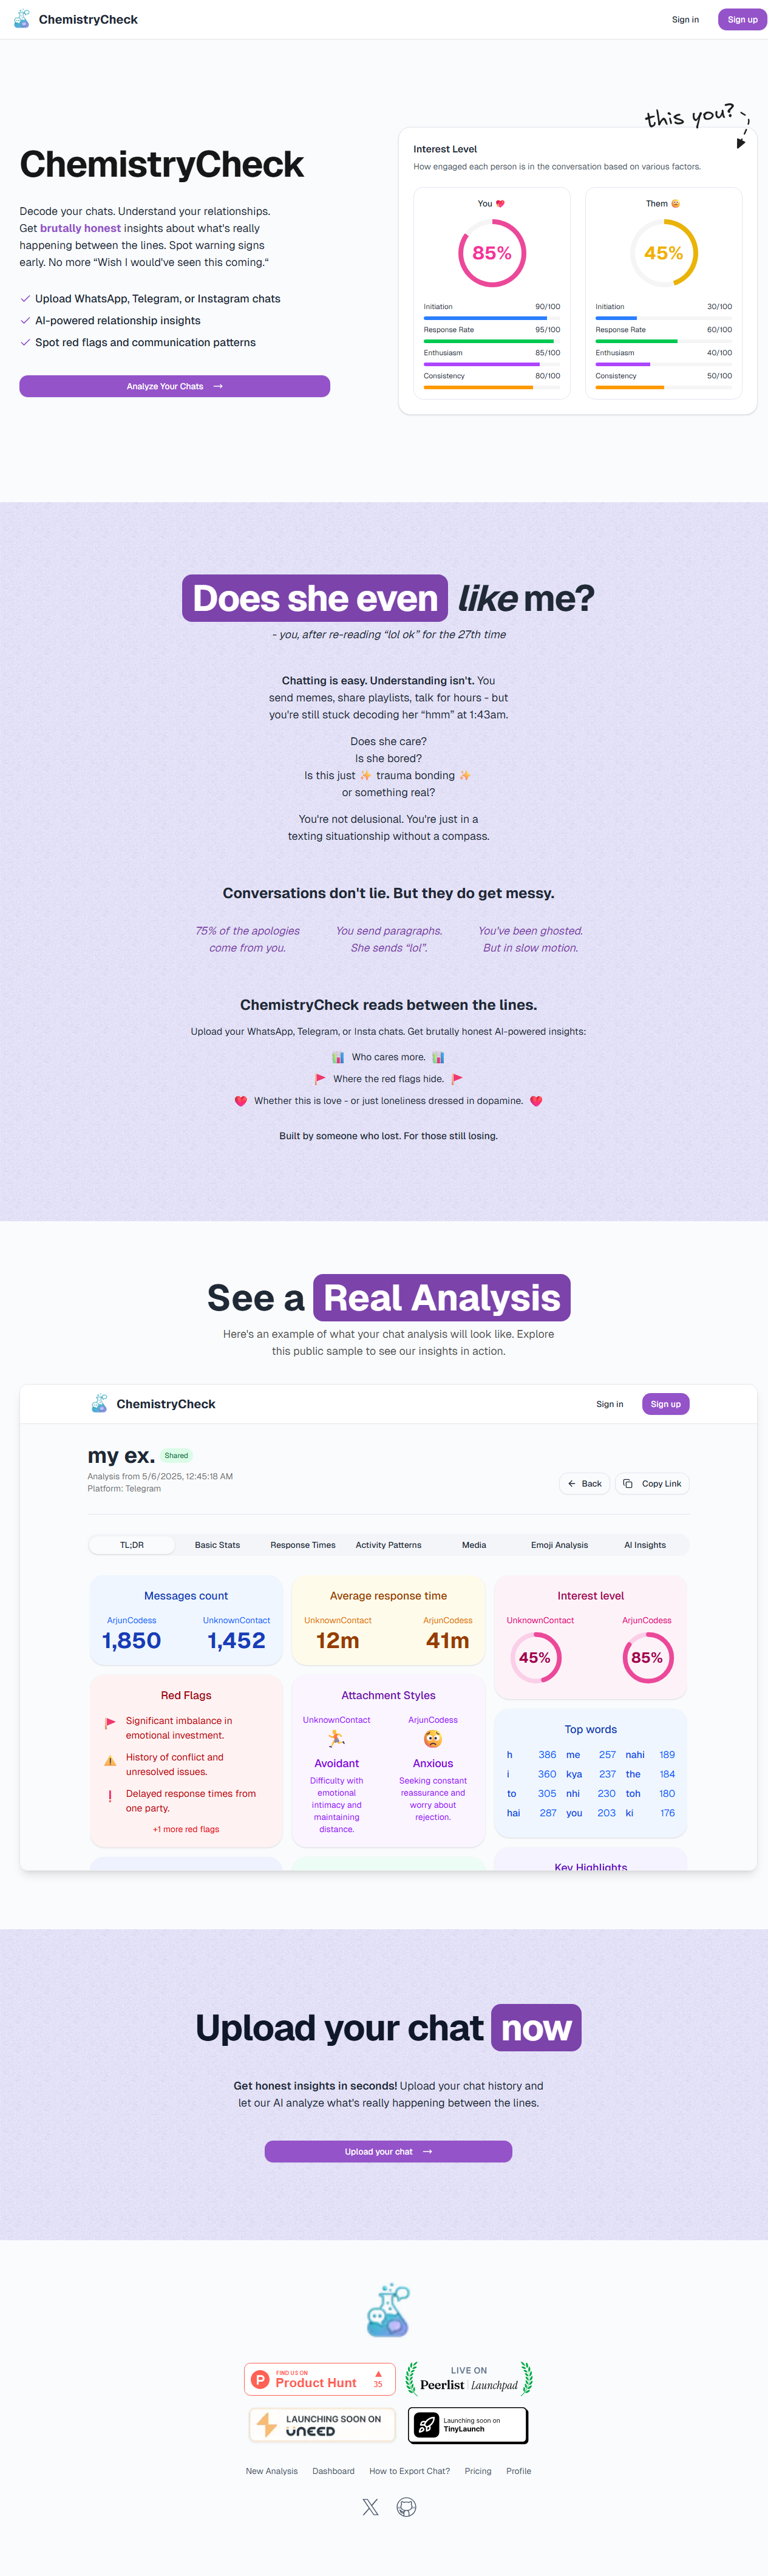 ChemistryCheck
Sign in
Sign up
this you?
ChemistryCheck
Decode your chats. Understand your relationships.
Get brutally honest insights about what's really
happening between the lines. Spot warning signs
early. No more “Wish I would've seen this coming.“
Upload WhatsApp, Telegram, or Instagram chats
AI-powered relationship insights
Spot red flags and communication patterns
Analyze Your Chats →
Interest Level
How engaged each person is in the conversation based on various factors.
You 💖
85%
Initiation 90/100
Response Rate 95/100
Enthusiasm 85/100
Consistency 80/100
Them
45%
Initiation 30/100
Response Rate 60/100
Enthusiasm 40/100
Consistency 50/100
Does she even like me?
- you, after re-reading “lol ok” for the 27th time
Chatting is easy. Understanding isn't. You
send memes, share playlists, talk for hours - but
you're still stuck decoding her “hmm” at 1:43am.
Does she care?
Is she bored?
Is this just ✨ trauma bonding ✨
or something real?
You're not delusional. You're just in a
texting situationship without a compass.
Conversations don't lie. But they do get messy.
75% of the apologies
come from you.
You send paragraphs.
She sends “lol”.
You've been ghosted.
But in slow motion.
ChemistryCheck reads between the lines.
Upload your WhatsApp, Telegram, or Insta chats. Get brutally honest AI-powered insights:
📊 Who cares more. 📊
🚩 Where the red flags hide. 🚩
❤️ Whether this is love - or just loneliness dressed in dopamine. ❤️
Built by someone who lost. For those still losing.
See a Real Analysis
Here's an example of what your chat analysis will look like. Explore
this public sample to see our insights in action.
ChemistryCheck
Sign in
Sign up
my ex.
Shared
Analysis from 5/6/2025, 12:45:18 AM
Platform: Telegram
← Back
Copy Link
TL;DR
Basic Stats
Response Times
Activity Patterns
Media
Emoji Analysis
AI Insights
Messages count
ArjunCodess
1,850
UnknownContact
1,452
Average response time
UnknownContact
12m
ArjunCodess
41m
Interest level
UnknownContact
45%
ArjunCodess
85%
Red Flags
🚩 Significant imbalance in
emotional investment.
⚠️ History of conflict and
unresolved issues.
❗ Delayed response times from
one party.
+1 more red flags
Attachment Styles
UnknownContact
Avoidant
Difficulty with
emotional
intimacy and
maintaining
distance.
ArjunCodess
Anxious
Seeking constant
reassurance and
worry about
rejection.
Top words
h 386 me 257 nahi 189
i 360 kya 237 the 184
to 305 nhi 230 toh 180
hai 287 you 203 ki 176
Key Highlights
Upload your chat now
Get honest insights in seconds! Upload your chat history and
let our AI analyze what's really happening between the lines.
Upload your chat →
P
FIND US ON
Product Hunt
▲
35
LIVE ON
Peerlist | Launchpad
LAUNCHING SOON ON
UNEED
Launching soon on
TinyLaunch
New Analysis
Dashboard
How to Export Chat?
Pricing
Profile